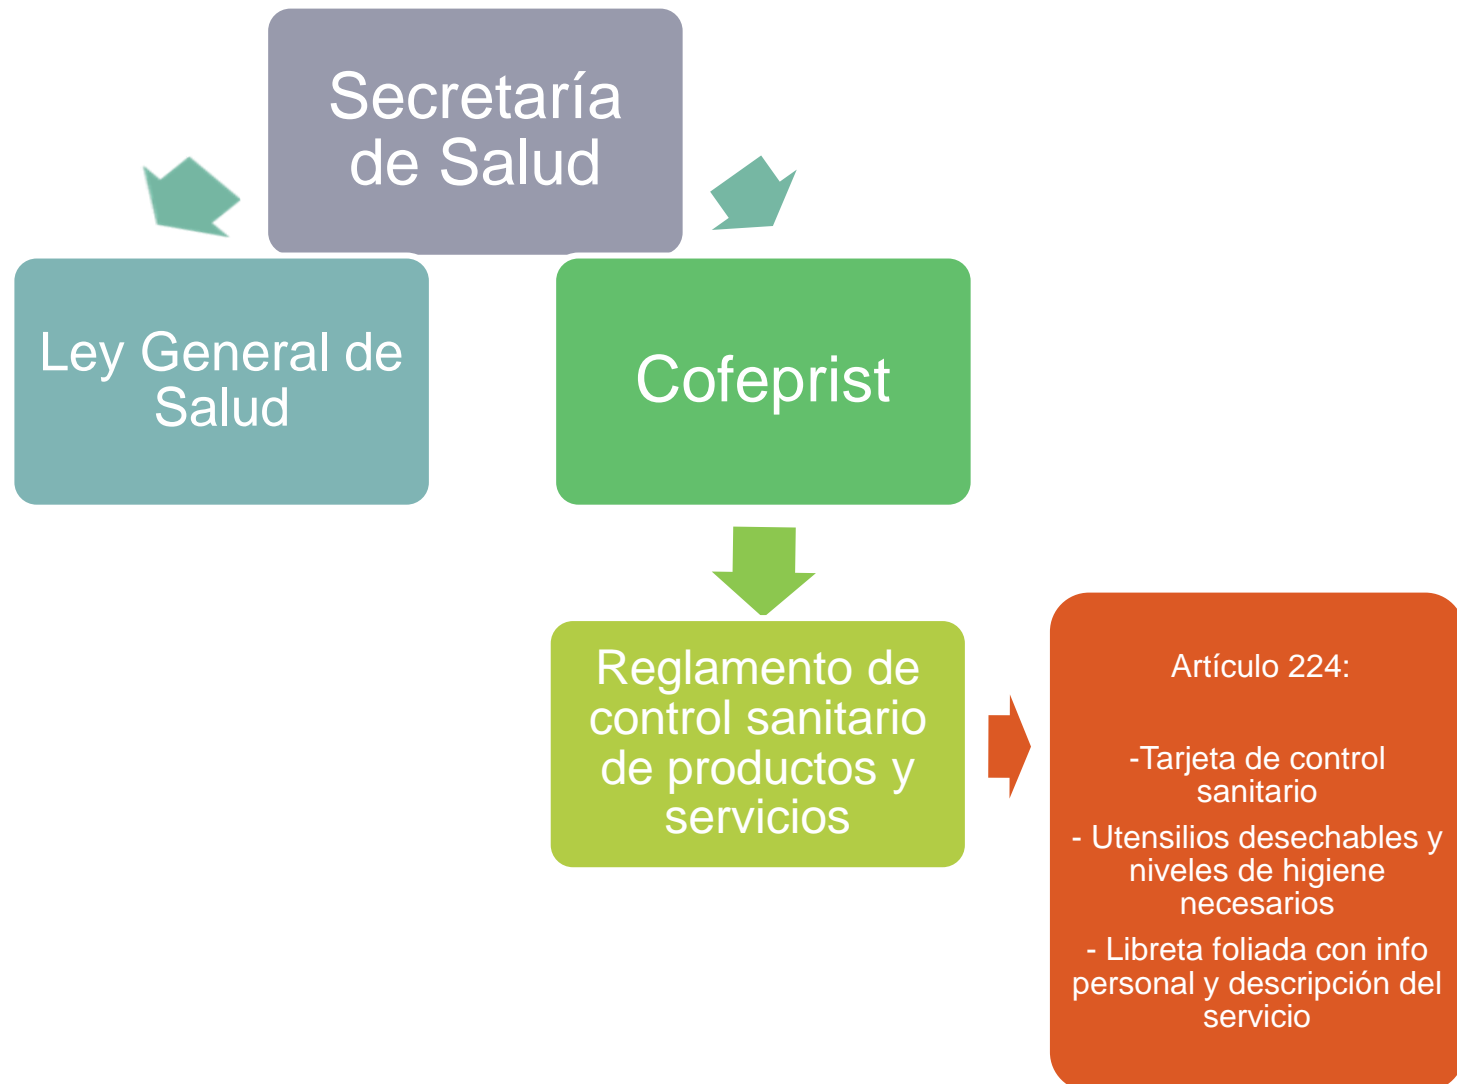 Secretaría
de Salud
Ley General de
Salud
Cofeprist
Reglamento de
control sanitario
de productos y
servicios
Artículo 224:
-Tarjeta de control
sanitario
- Utensilios desechables y
niveles de higiene
necesarios
- Libreta foliada con info
personal y descripción del
servicio